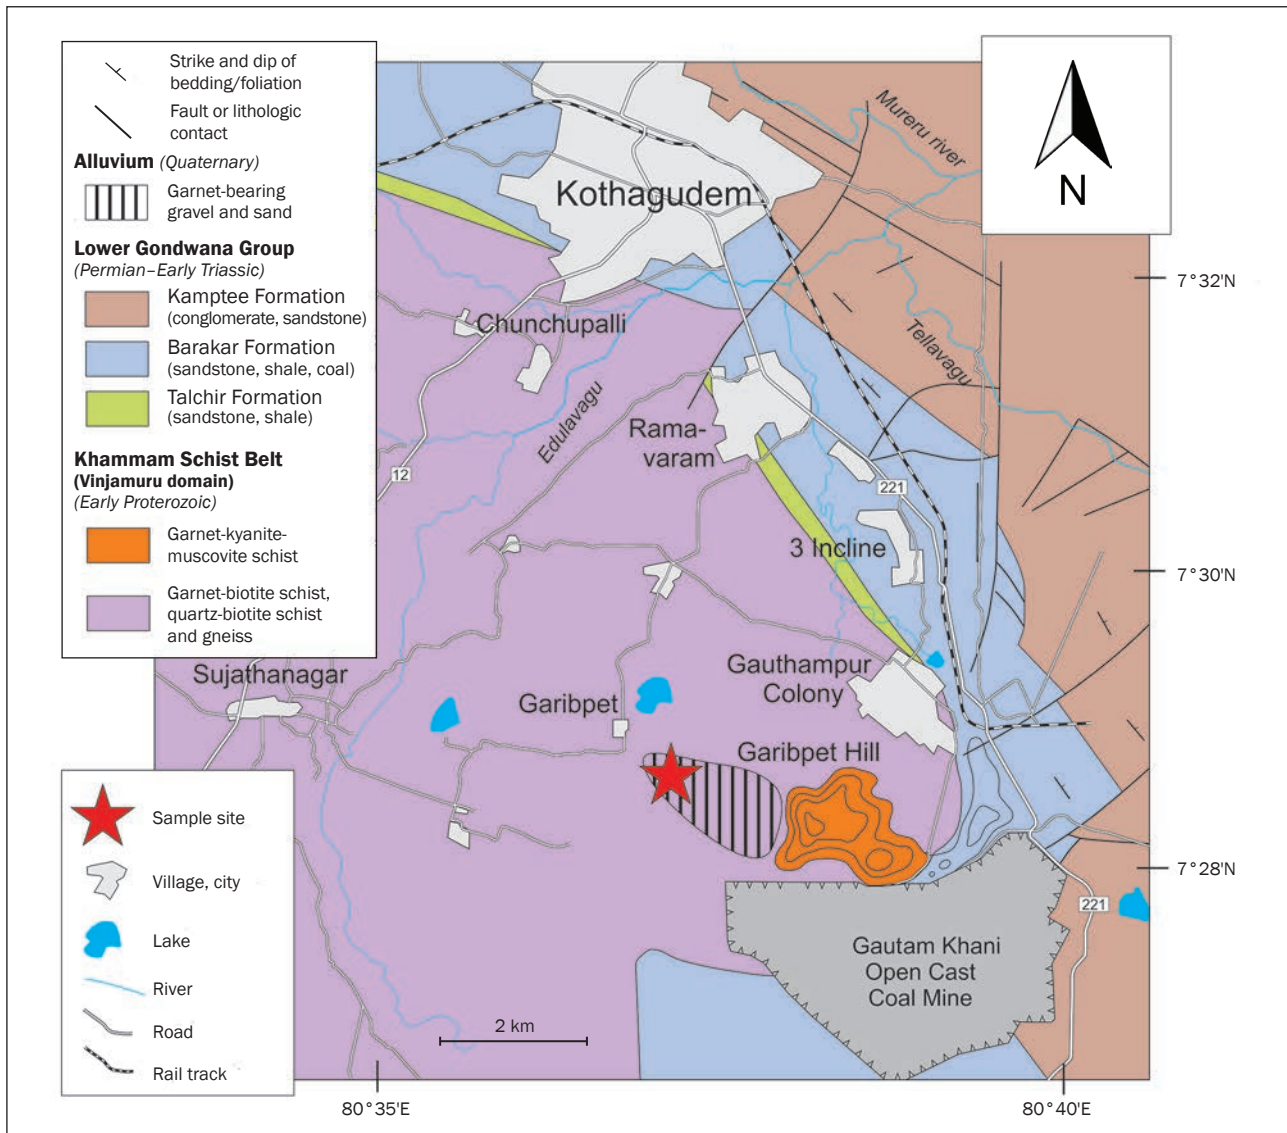 Strike and dip of
bedding/foliation
Fault or lithologic
contact
Alluvium (Quaternary)
Garnet-bearing
gravel and sand
Lower Gondwana Group
(Permian–Early Triassic)
Kamptee Formation
(conglomerate, sandstone)
Barakar Formation
(sandstone, shale, coal)
Talchir Formation
(sandstone, shale)
Khammam Schist Belt
(Vinjamuru domain)
(Early Proterozoic)
Garnet-kyanite-
muscovite schist
Garnet-biotite schist,
quartz-biotite schist
and gneiss
Sample site
Village, city
Lake
River
Road
Rail track
N
Mureru river
Kothagudem
7°32'N
Chunchupalli
Tellavagu
Edulavagu
Rama-
varam
12
221
3 Incline
7°30'N
Sujathanagar
Gauthampur
Colony
Garibpet
Garibpet Hill
7°28'N
221
Gautam Khani
Open Cast
Coal Mine
2 km
80°35'E
80°40'E